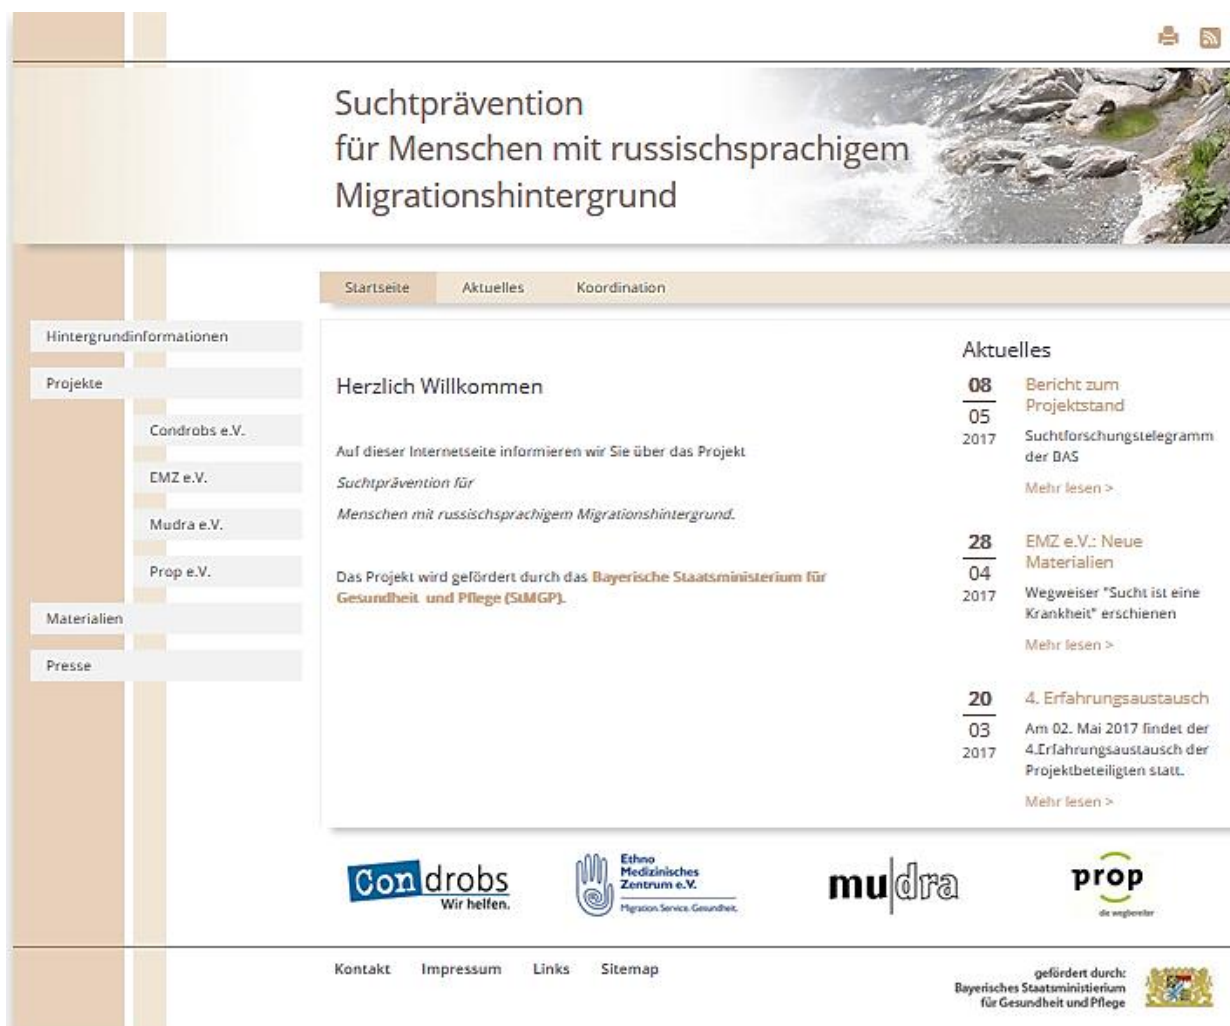 Suchtprävention
für Menschen mit russischsprachigem
Migrationshintergrund
Startseite Aktuelles Koordination
Hintergrundinformationen
Projekte
Condrobs e.V.
EMZ e.V.
Mudra e.V.
Prop e.V.
Materialien
Presse
Herzlich Willkommen
Auf dieser Internetseite informieren wir Sie über das Projekt
Suchtprävention für
Menschen mit russischsprachigem Migrationshintergrund.
Das Projekt wird gefördert durch das Bayerische Staatsministerium für
Gesundheit und Pflege (StMGP).
Aktuelles
08
05
2017
Bericht zum
Projektstand
Suchtforschungstelegramm
der BAS
Mehr lesen >
28
04
2017
EMZ e.V.: Neue
Materialien
Wegweiser "Sucht ist eine
Krankheit" erschienen
Mehr lesen >
20
03
2017
4. Erfahrungsaustausch
Am 02. Mai 2017 findet der
4.Erfahrungsaustausch der
Projektbeteiligten statt.
Mehr lesen >
Condrobs
Wir helfen.
Ethno
Medizinisches
Zentrum e.V.
Migration. Service. Gesundheit.
mudra
prop
die wegbereiter
Kontakt Impressum Links Sitemap
gefördert durch:
Bayerisches Staatsministierium
für Gesundheit und Pflege